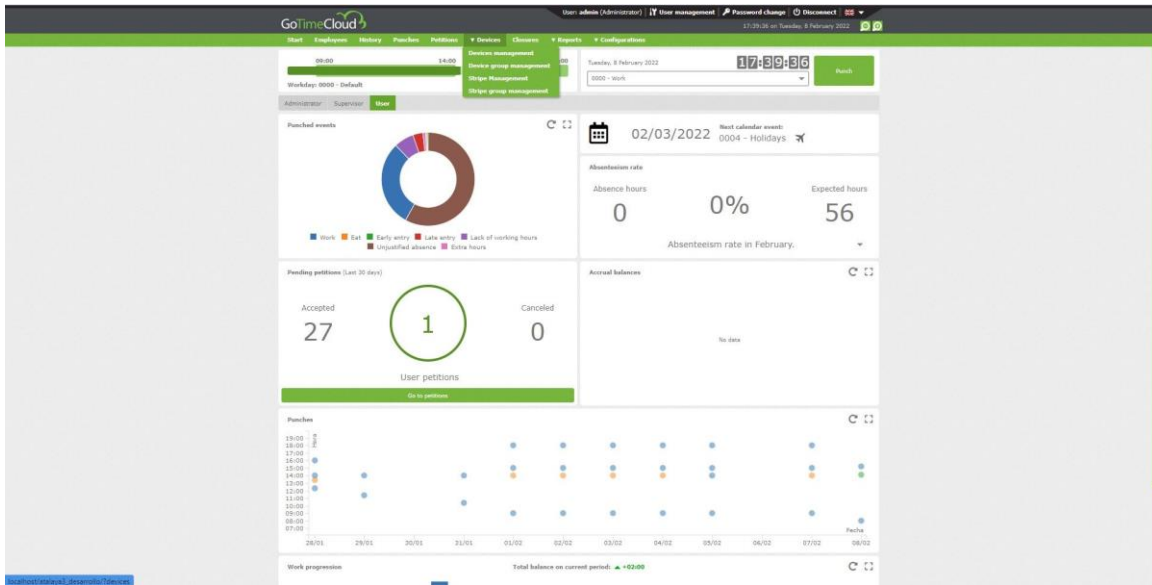 User: admin (Administrator) User management Password change Disconnect
GoTimeCloud
17:39:36 on Tuesday, 8 February 2022
Start Employees History Punches Petitions ▼ Devices Closures ▼ Reports ▼ Configurations
Devices management
Device group management
Stripe Management
Stripe group management
09:00 14:00
Workday: 0000 - Default
Tuesday, 8 February 2022 17:39:36
0000 - Work
Punch
Administrator Supervisor User
Punched events
Work Eat Early entry Late entry Lack of working hours
Unjustified absence Extra hours
02/03/2022 Next calendar event:
0004 - Holidays
Absenteeism rate
Absence hours Expected hours
0 0% 56
Absenteeism rate in February.
Pending petitions (Last 30 days)
Accepted Canceled
27 1 0
User petitions
Go to petitions
Accrual balances
No data
Punches
Hora
19:00
18:00
17:00
16:00
15:00
14:00
13:00
12:00
11:00
10:00
09:00
08:00
07:00
Fecha
28/01 29/01 30/01 31/01 01/02 02/02 03/02 04/02 05/02 06/02 07/02 08/02
Work progression Total balance on current period: ▲ +02:00
localhost/atalaya3_desarrollo/?devices